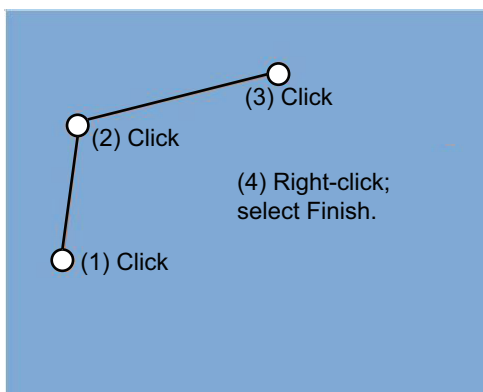 (3) Click
(2) Click
(4) Right-click;
select Finish.
(1) Click